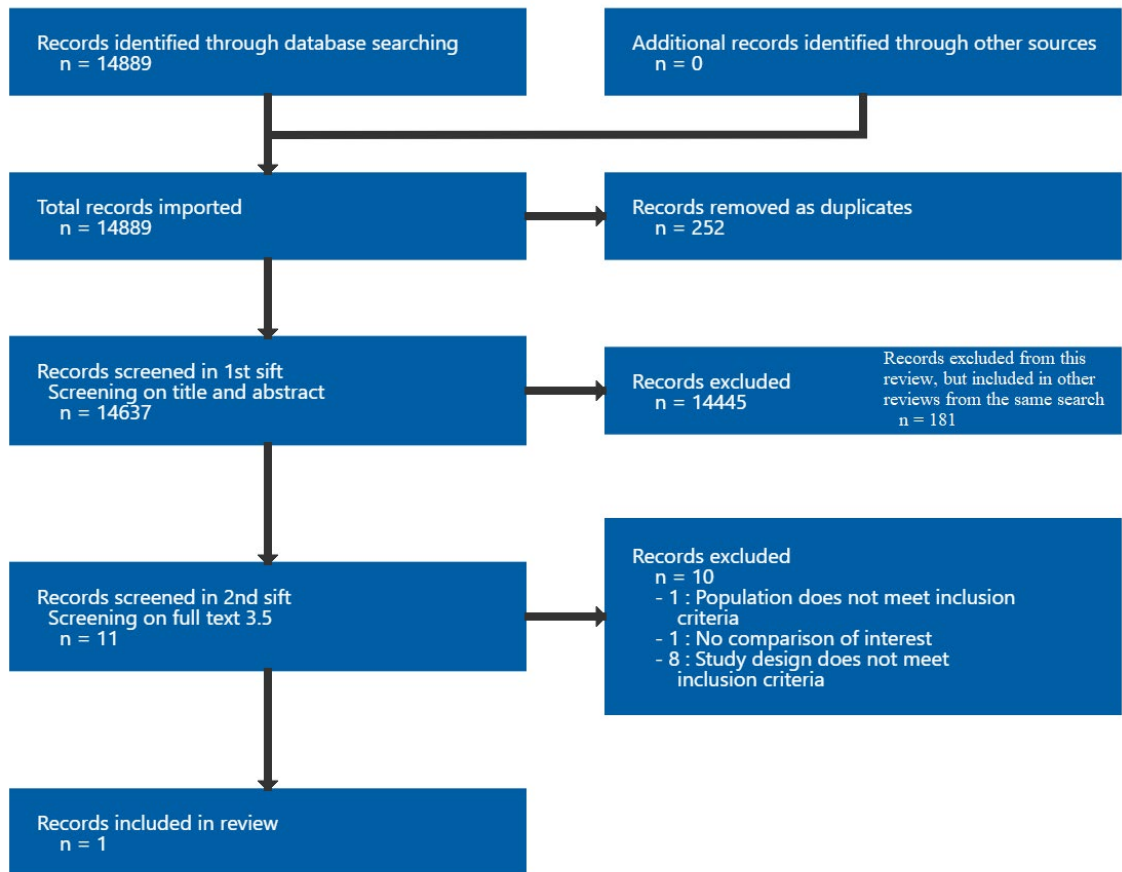 Records identified through database searching
n = 14889
Additional records identified through other sources
n = 0
Total records imported
n = 14889
Records removed as duplicates
n = 252
Records screened in 1st sift
Screening on title and abstract
n = 14637
Records excluded
n = 14445
Records excluded from this
review, but included in other
reviews from the same search
n = 181
Records screened in 2nd sift
Screening on full text 3.5
n = 11
Records excluded
n = 10
- 1 : Population does not meet inclusion
criteria
- 1 : No comparison of interest
- 8 : Study design does not meet
inclusion criteria
Records included in review
n = 1